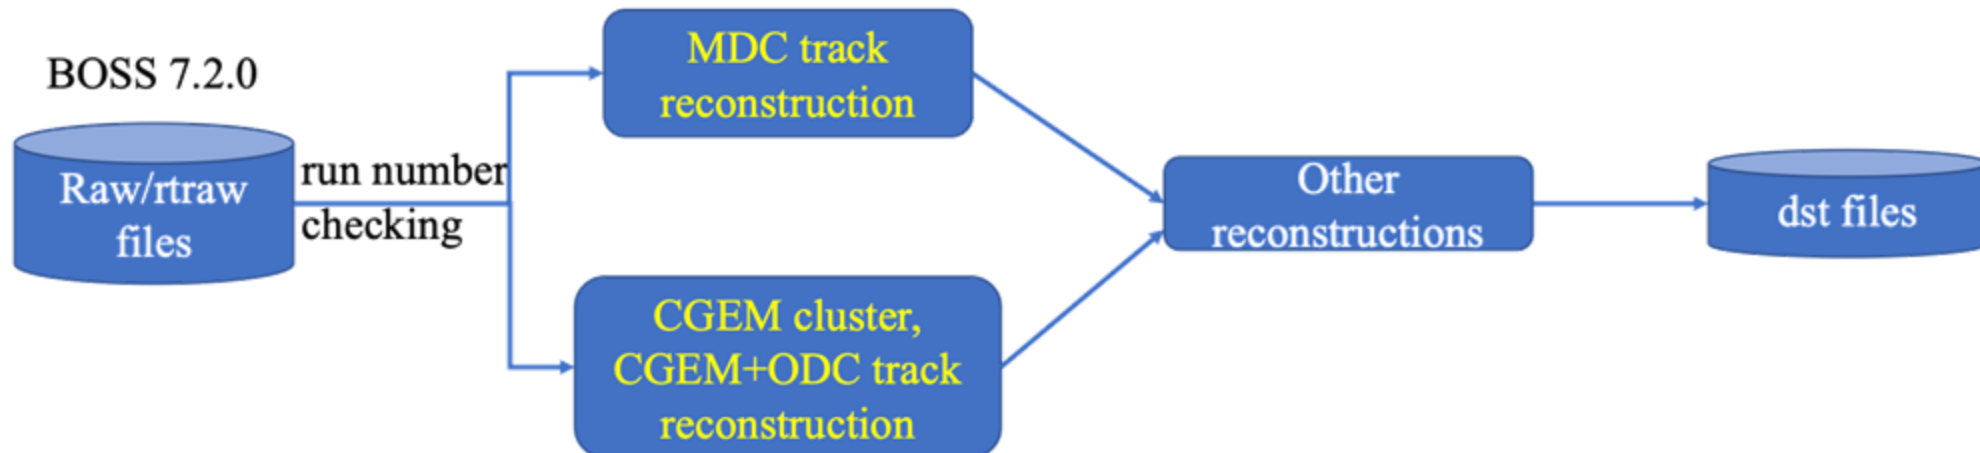 BOSS 7.2.0
Raw/rtraw
files
run number
checking
MDC track
reconstruction
CGEM cluster,
CGEM+ODC track
reconstruction
Other
reconstructions
dst files